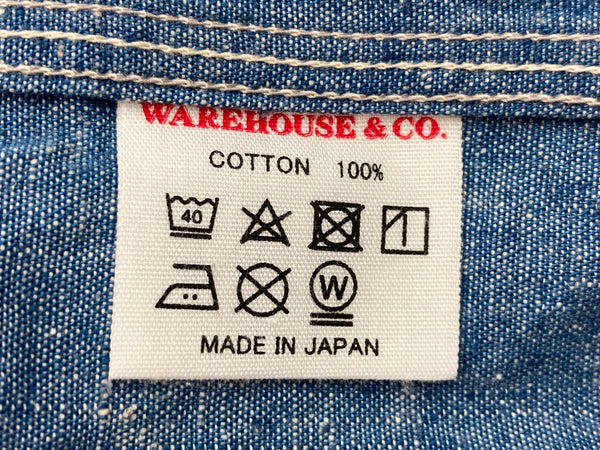 WAREHOUSE & CO.
COTTON 100%
40
W
MADE IN JAPAN